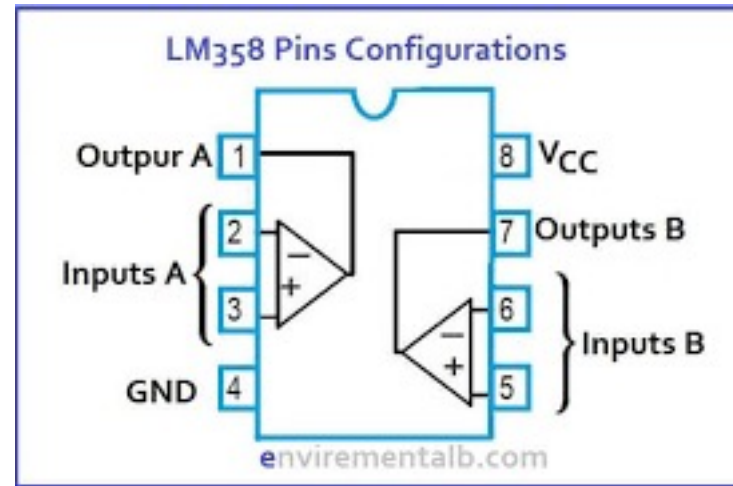 LM358 Pins Configurations
Outpur A 1
8 VCC
2
7 Outputs B
Inputs A
−
+
3
6
−
+
Inputs B
GND 4
5
envirementalb.com